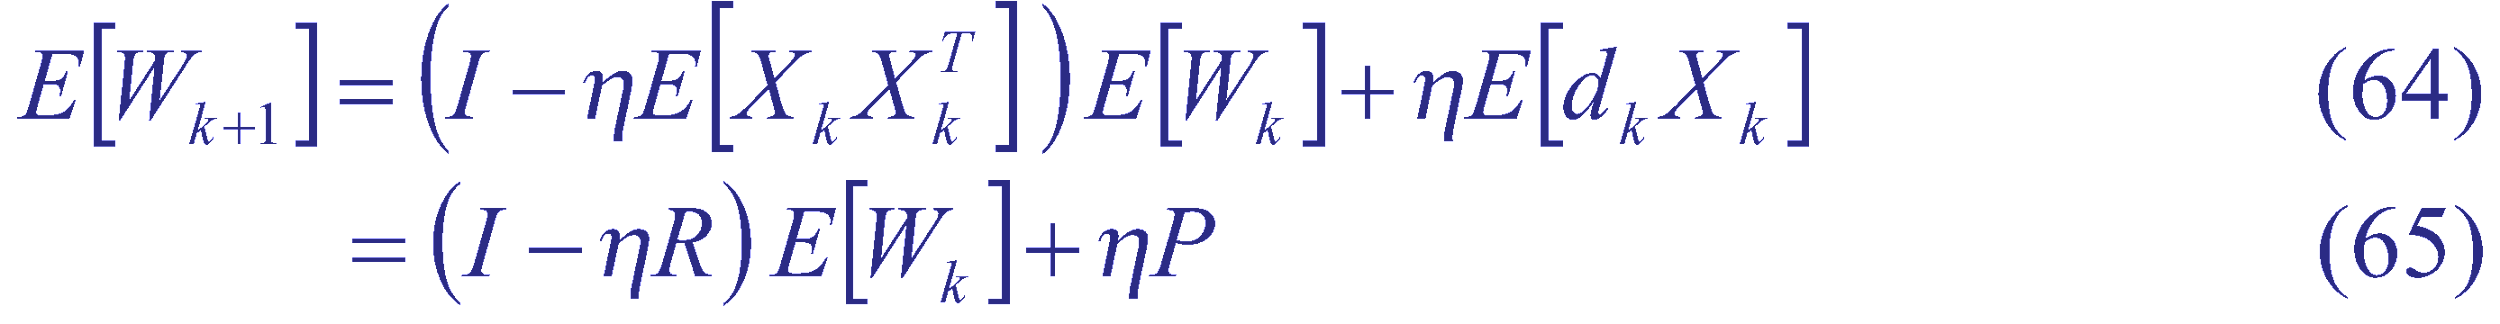 E[W_{k+1}] = (I − ηE[X_k X_k^T])E[W_k] + ηE[d_k X_k] (64)
= (I − ηR)E[W_k] + ηP (65)